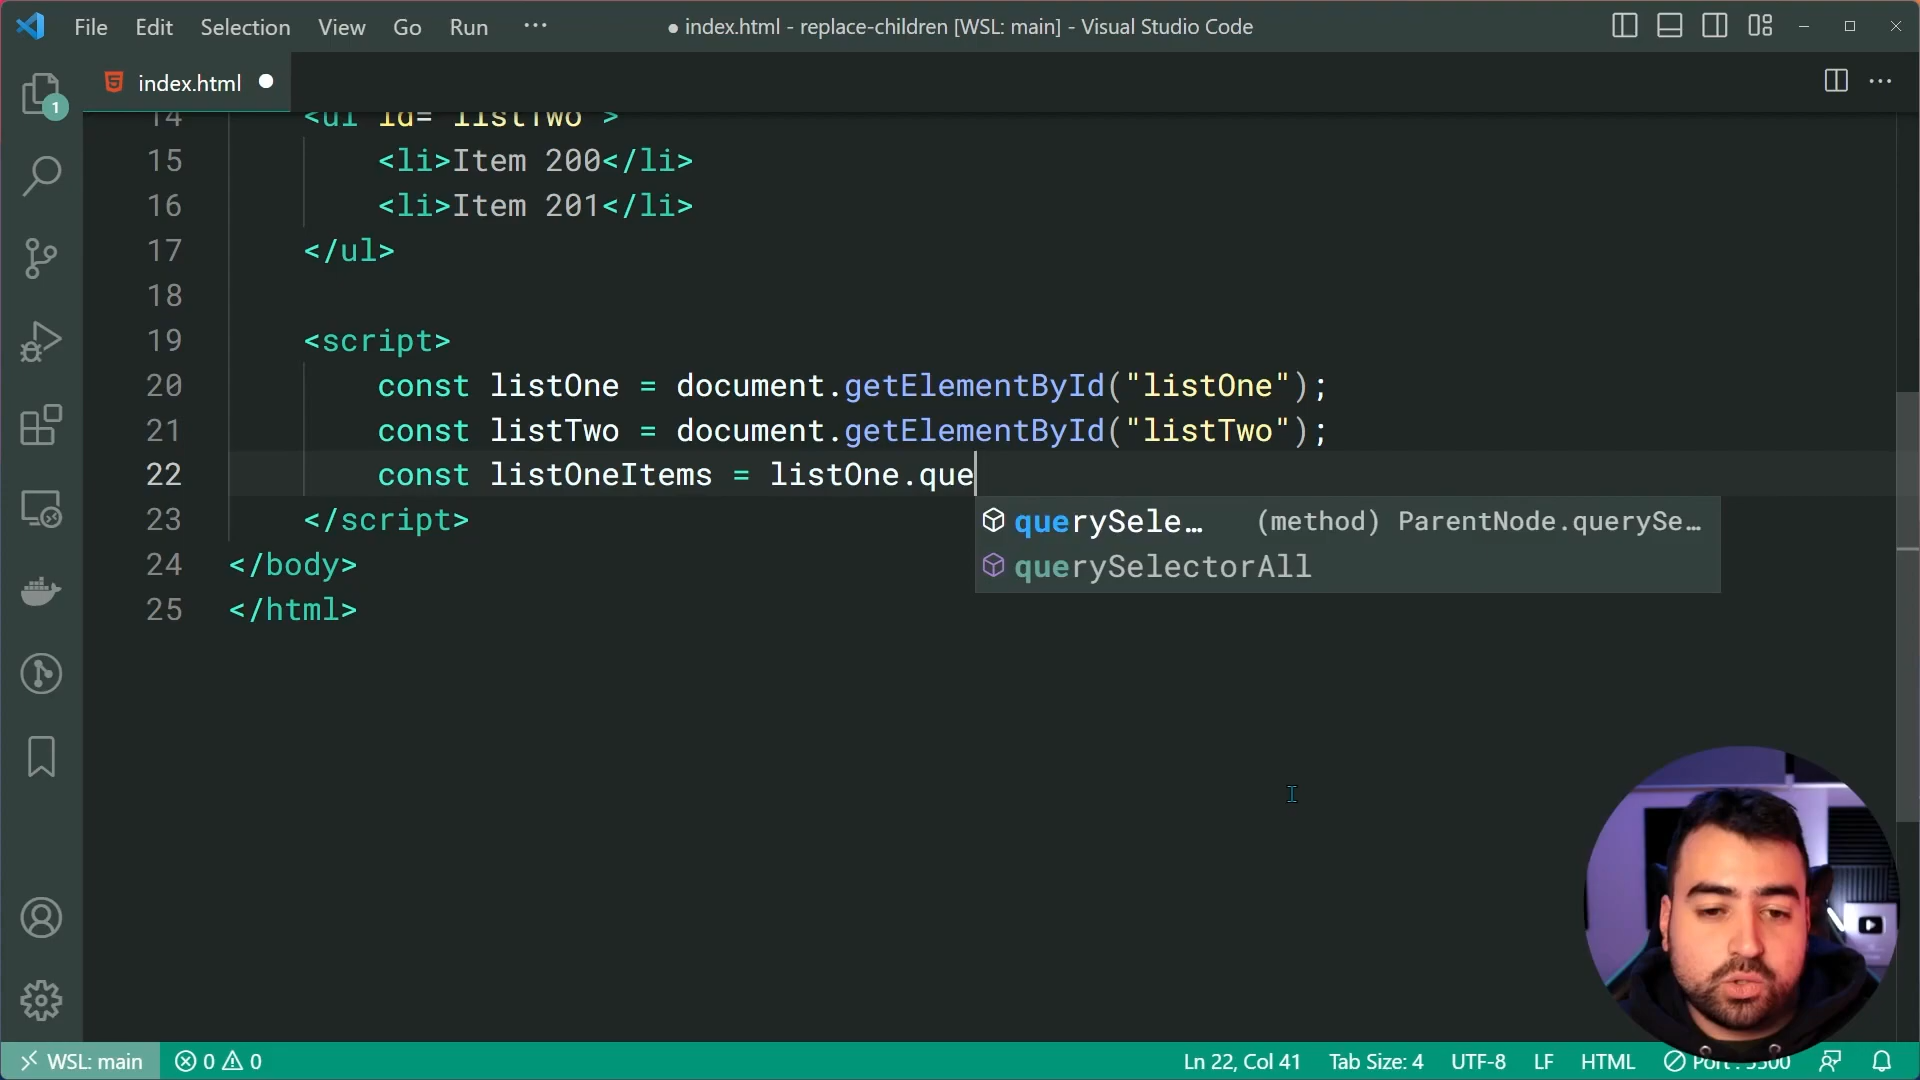 File Edit Selection View Go Run ··· ● index.html - replace-children [WSL: main] - Visual Studio Code
index.html
1
14 <ul id="listTwo">
15 <li>Item 200</li>
16 <li>Item 201</li>
17 </ul>
18
19 <script>
20 const listOne = document.getElementById("listOne");
21 const listTwo = document.getElementById("listTwo");
22 const listOneItems = listOne.que
querySele… (method) ParentNode.querySe…
23 </script>
querySelectorAll
24 </body>
25 </html>
WSL: main 0 0 Ln 22, Col 41 Tab Size: 4 UTF-8 LF HTML Port : 5500